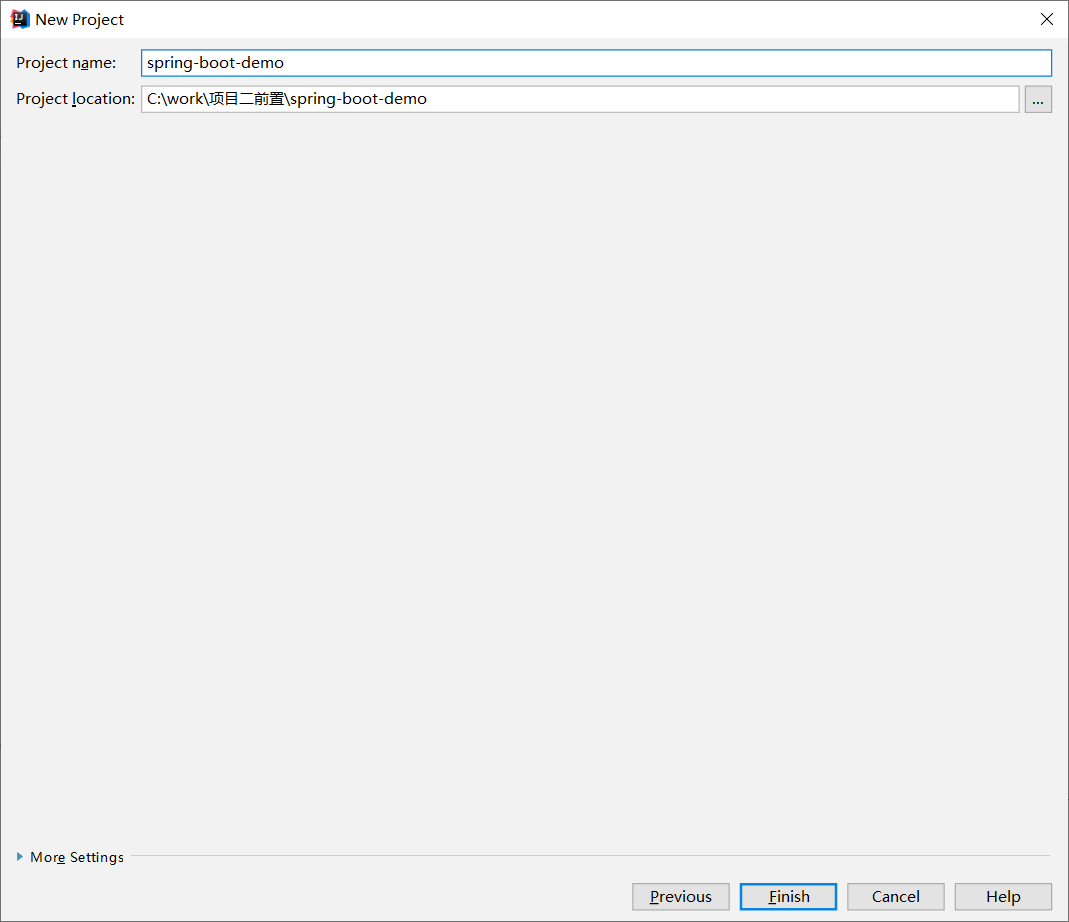 New Project
Project name: spring-boot-demo
Project location: C:\work\项目二前置\spring-boot-demo ...
More Settings
Previous Finish Cancel Help